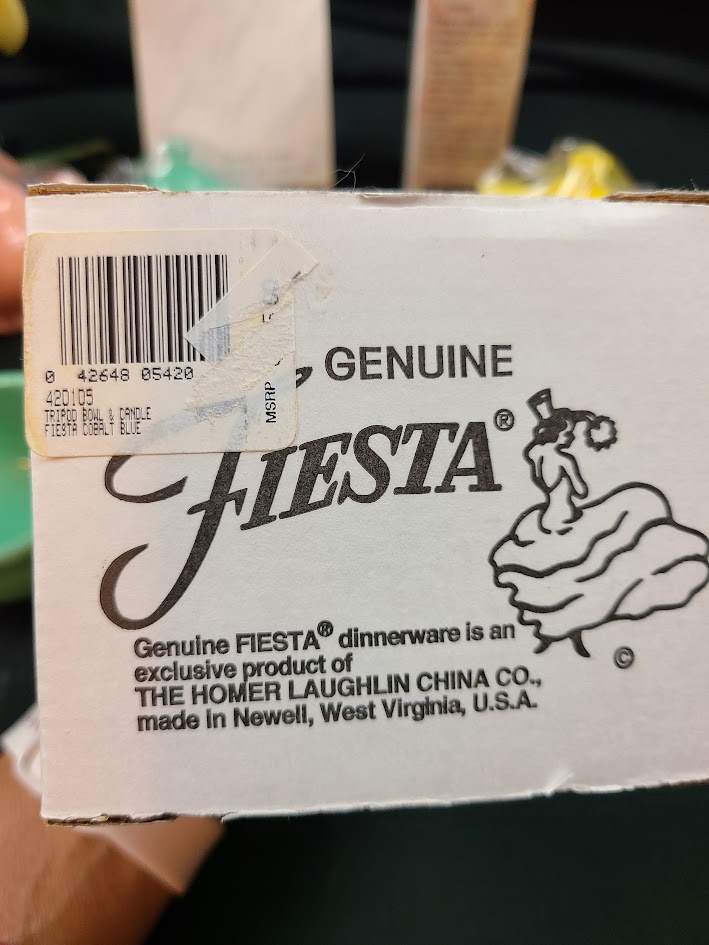 0 42648 05420
420105
TRIPOD BOWL & CANDLE
FIESTA COBALT BLUE
MSRP
GENUINE
FIESTA®
Genuine FIESTA® dinnerware is an
exclusive product of
THE HOMER LAUGHLIN CHINA CO.,
made in Newell, West Virginia, U.S.A.
©